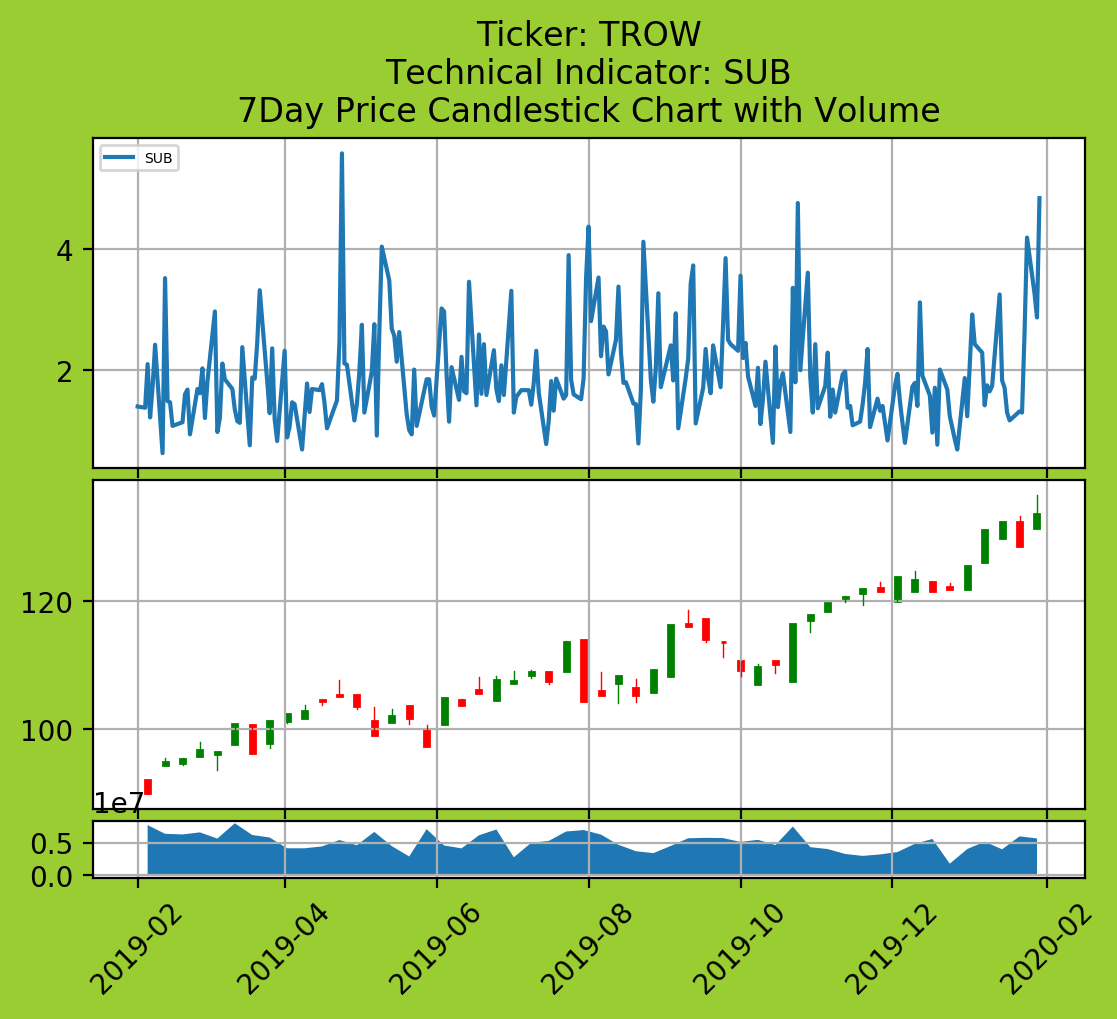 Ticker: TROW
Technical Indicator: SUB
7Day Price Candlestick Chart with Volume
SUB
4
2
120
100
1e7
0.5
0.0
2019-02
2019-04
2019-06
2019-08
2019-10
2019-12
2020-02